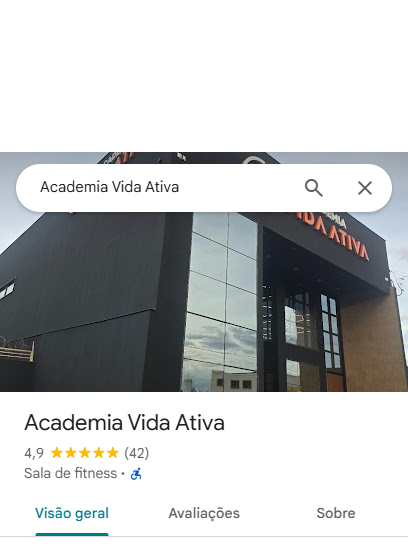 Academia Vida Ativa
VIDA ATIVA
Academia Vida Ativa
4,9 (42)
Sala de fitness ·
Visão geral
Avaliações
Sobre